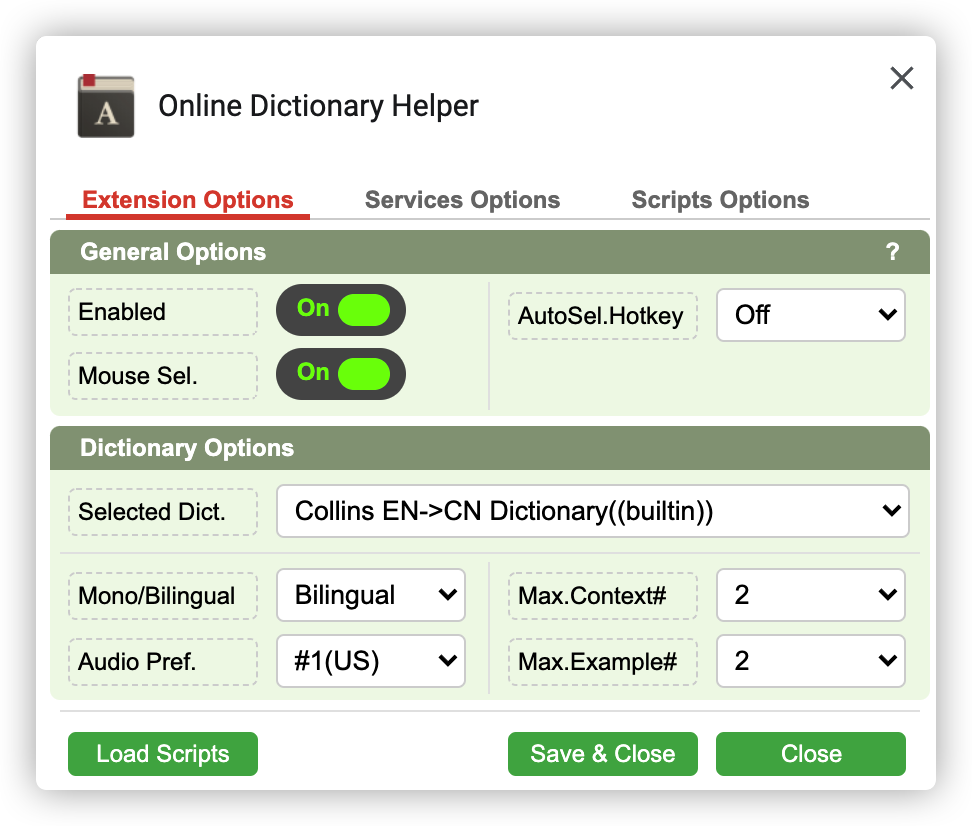 A
Online Dictionary Helper
Extension Options Services Options Scripts Options
General Options ?
Enabled On AutoSel.Hotkey Off
Mouse Sel. On
Dictionary Options
Selected Dict. Collins EN->CN Dictionary((builtin))
Mono/Bilingual Bilingual Max.Context# 2
Audio Pref. #1(US) Max.Example# 2
Load Scripts Save & Close Close